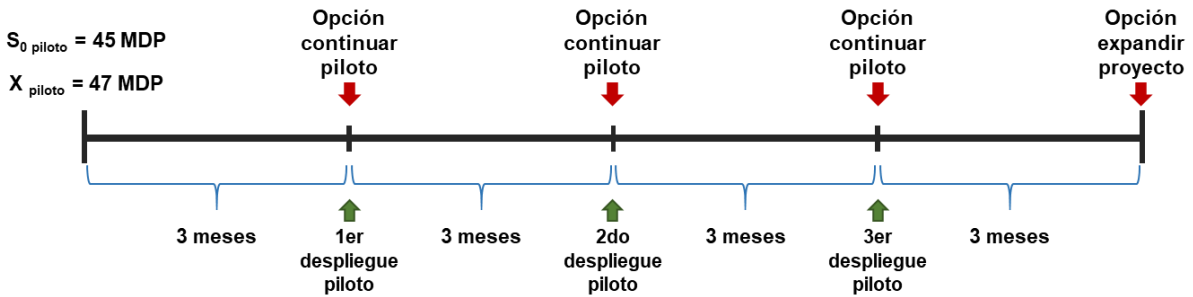 S0 piloto = 45 MDP
X piloto = 47 MDP
Opción
continuar
piloto
Opción
continuar
piloto
Opción
continuar
piloto
Opción
expandir
proyecto
3 meses
1er
despliegue
piloto
3 meses
2do
despliegue
piloto
3 meses
3er
despliegue
piloto
3 meses